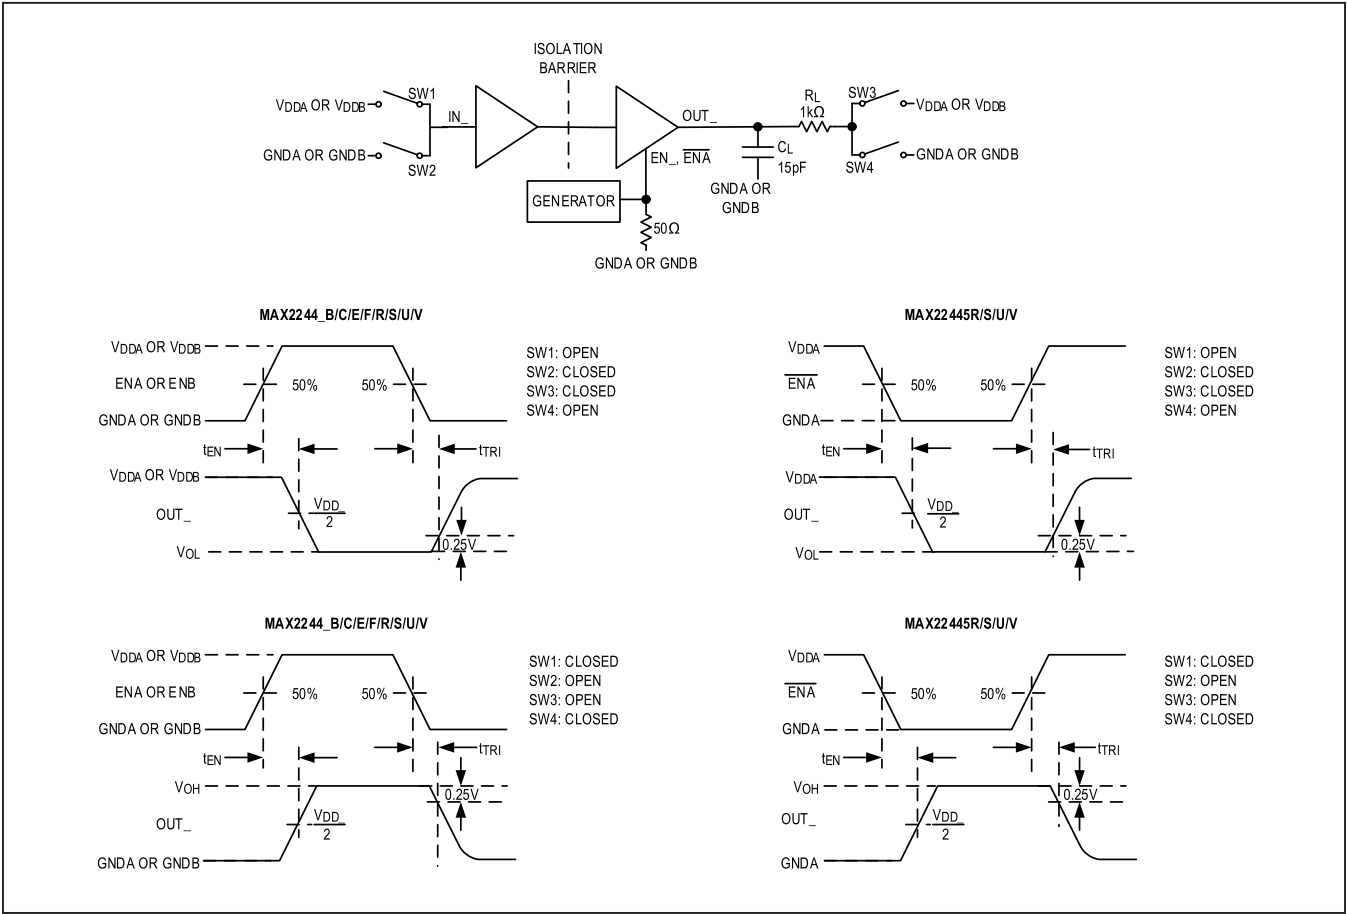 ISOLATION
BARRIER
VDDA OR VDDB
SW1
IN_
OUT_
RL
1kΩ
SW3
VDDA OR VDDB
GNDA OR GNDB
SW2
EN_, E̅N̅A̅
CL
15pF
SW4
GNDA OR GNDB
GENERATOR
GNDA OR
GNDB
50Ω
GNDA OR GNDB
MAX2244_B/C/E/F/R/S/U/V
VDDA OR VDDB
ENA OR ENB
50%
50%
GNDA OR GNDB
SW1: OPEN
SW2: CLOSED
SW3: CLOSED
SW4: OPEN
tEN
tTRI
VDDA OR VDDB
OUT_
VDD_
2
VOL
0.25V
MAX22445R/S/U/V
VDDA
E̅N̅A̅
50%
50%
GNDA
SW1: OPEN
SW2: CLOSED
SW3: CLOSED
SW4: OPEN
tEN
tTRI
VDDA
OUT_
VDD_
2
VOL
0.25V
MAX2244_B/C/E/F/R/S/U/V
VDDA OR VDDB
ENA OR ENB
50%
50%
GNDA OR GNDB
SW1: CLOSED
SW2: OPEN
SW3: OPEN
SW4: CLOSED
tEN
tTRI
VOH
0.25V
OUT_
VDD_
2
GNDA OR GNDB
MAX22445R/S/U/V
VDDA
E̅N̅A̅
50%
50%
GNDA
SW1: CLOSED
SW2: OPEN
SW3: OPEN
SW4: CLOSED
tEN
tTRI
VOH
0.25V
OUT_
VDD_
2
GNDA